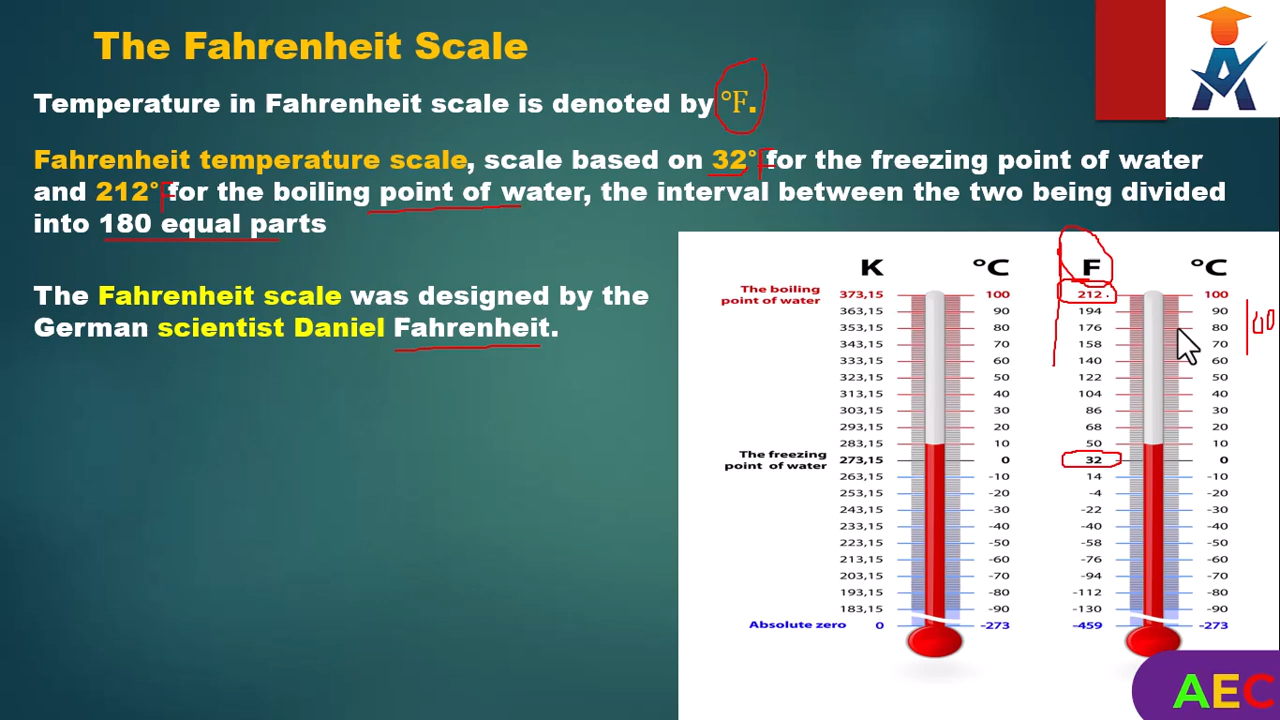 The Fahrenheit Scale
Temperature in Fahrenheit scale is denoted by °F.
Fahrenheit temperature scale, scale based on 32°F for the freezing point of water
and 212°F for the boiling point of water, the interval between the two being divided
into 180 equal parts
The Fahrenheit scale was designed by the
German scientist Daniel Fahrenheit.
K °C F °C
The boiling
point of water
373,15 100 212 100
363,15 90 194 90
353,15 80 176 80
343,15 70 158 70
333,15 60 140 60
323,15 50 122 50
313,15 40 104 40
303,15 30 86 30
293,15 20 68 20
283,15 10 50 10
The freezing
point of water
273,15 0 32 0
263,15 -10 14 -10
253,15 -20 -4 -20
243,15 -30 -22 -30
233,15 -40 -40 -40
223,15 -50 -58 -50
213,15 -60 -76 -60
203,15 -70 -94 -70
193,15 -80 -112 -80
183,15 -90 -130 -90
Absolute zero 0 -273 -459 -273
AEC